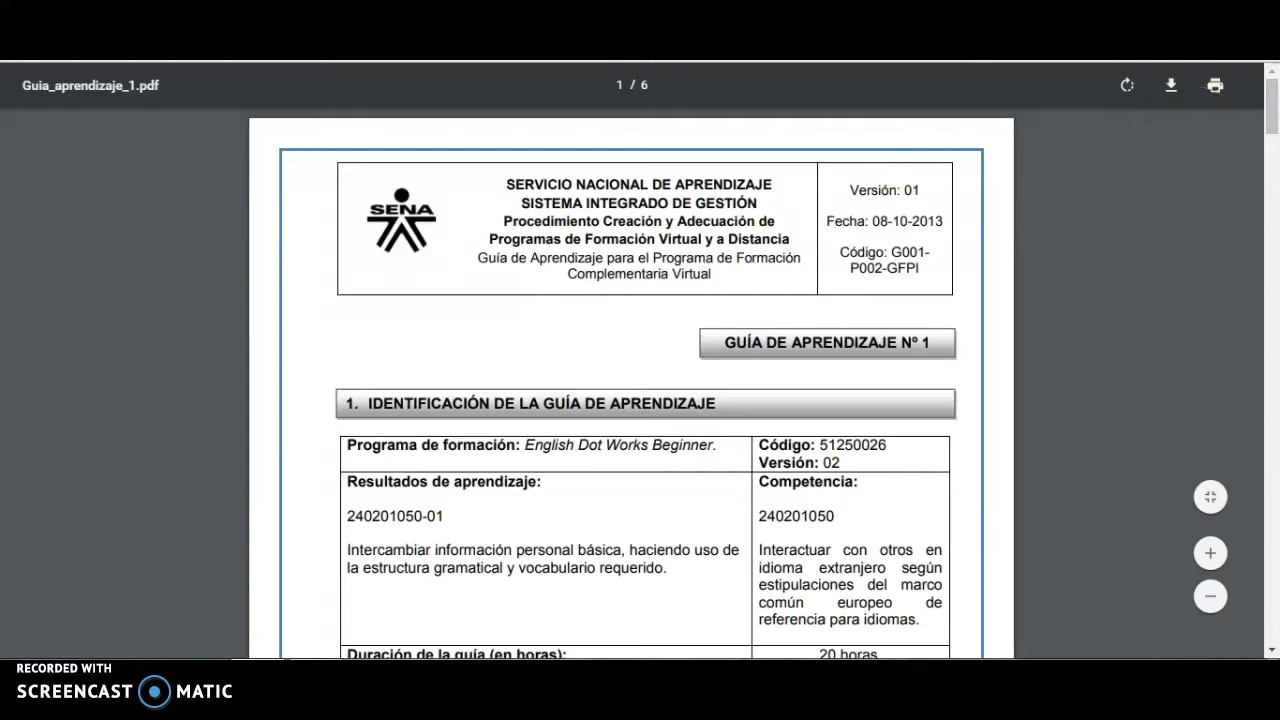 Guia_aprendizaje_1.pdf
1 / 6
SENA
SERVICIO NACIONAL DE APRENDIZAJE
SISTEMA INTEGRADO DE GESTIÓN
Procedimiento Creación y Adecuación de
Programas de Formación Virtual y a Distancia
Guía de Aprendizaje para el Programa de Formación
Complementaria Virtual
Versión: 01
Fecha: 08-10-2013
Código: G001-
P002-GFPI
GUÍA DE APRENDIZAJE Nº 1
1. IDENTIFICACIÓN DE LA GUÍA DE APRENDIZAJE
Programa de formación: English Dot Works Beginner.
Código: 51250026
Versión: 02
Resultados de aprendizaje:
240201050-01
Intercambiar información personal básica, haciendo uso de
la estructura gramatical y vocabulario requerido.
Competencia:
240201050
Interactuar con otros en
idioma extranjero según
estipulaciones del marco
común europeo de
referencia para idiomas.
Duración de la guía (en horas):
20 horas
RECORDED WITH
SCREENCAST MATIC